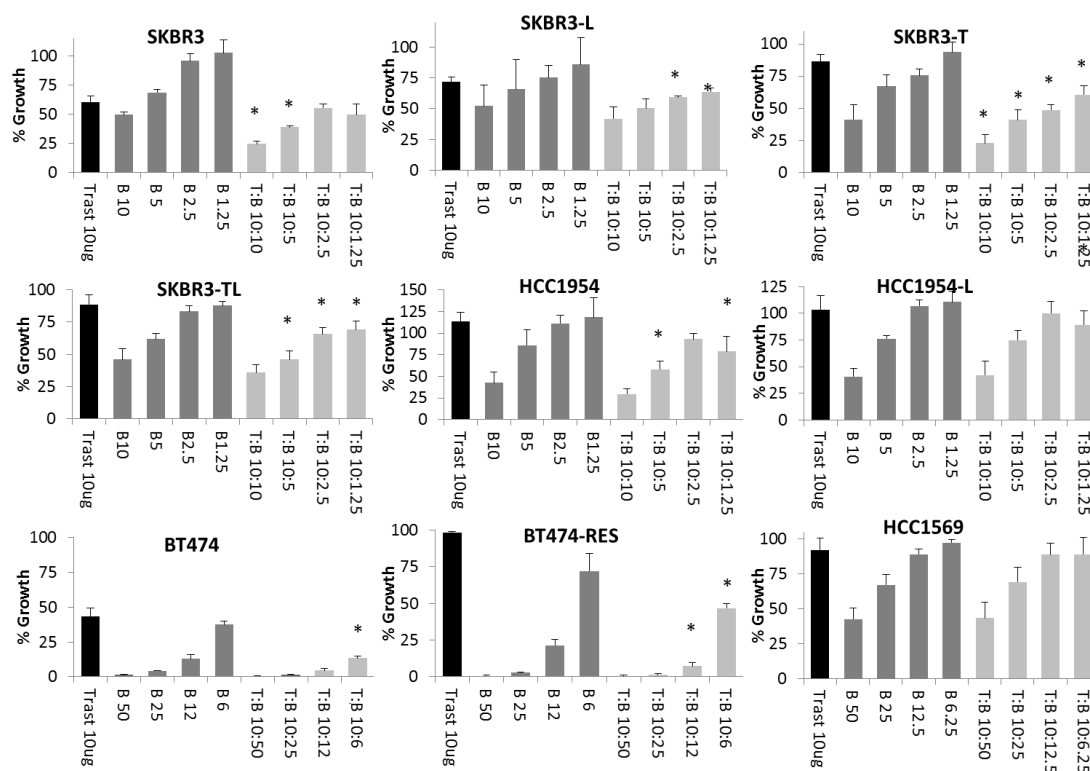 SKBR3
% Growth
100
75
50
25
0
Trast 10ug
B 10
B 5
B 2.5
B 1.25
T:B 10:10
T:B 10:5
T:B 10:2.5
T:B 10:1.25
*
*
SKBR3-L
% Growth
100
75
50
25
0
Trast 10ug
B 10
B 5
B 2.5
B 1.25
T:B 10:10
T:B 10:5
T:B 10:2.5
T:B 10:1.25
*
*
SKBR3-T
% Growth
100
75
50
25
0
Trast 10ug
B 10
B 5
B 2.5
B 1.25
T:B 10:10
T:B 10:5
T:B 10:2.5
T:B 10:1.25
*
*
*
*
*
SKBR3-TL
% Growth
100
75
50
25
0
Trast 10ug
B10
B5
B2.5
B1.25
T:B 10:10
T:B 10:5
T:B 10:2.5
T:B 10:1.25
*
*
*
HCC1954
% Growth
150
125
100
75
50
25
0
Trast 10ug
B10
B5
B2.5
B1.25
T:B 10:10
T:B 10:5
T:B 10:2.5
T:B 10:1.25
*
*
HCC1954-L
% Growth
125
100
75
50
25
0
Trast 10ug
B 10
B 5
B 2.5
B 1.25
T:B 10:10
T:B 10:5
T:B 10:2.5
T:B 10:1.25
BT474
% Growth
100
75
50
25
0
Trast 10ug
B 50
B 25
B 12
B 6
T:B 10:50
T:B 10:25
T:B 10:12
T:B 10:6
*
BT474-RES
% Growth
100
75
50
25
0
Trast 10ug
B 50
B 25
B 12
B 6
T:B 10:50
T:B 10:25
T:B 10:12
T:B 10:6
*
*
HCC1569
% Growth
100
75
50
25
0
Trast 10ug
B 50
B 25
B 12.5
B 6.25
T:B 10:50
T:B 10:25
T:B 10:12.5
T:B 10:6.25